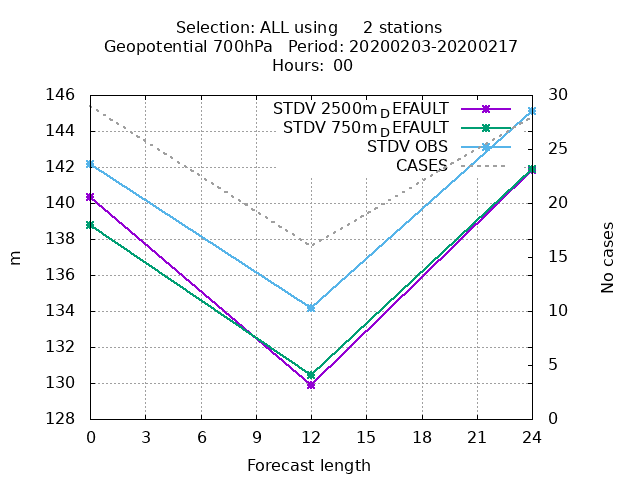 Selection: ALL using 2 stations
Geopotential 700hPa Period: 20200203-20200217
Hours: 00
146 30
144
142
140
138
136
134
132
130
128
m
STDV 2500m_DEFAULT
STDV 750m_DEFAULT
STDV OBS
CASES
25
20
15
10
5
0
No cases
0 3 6 9 12 15 18 21 24
Forecast length